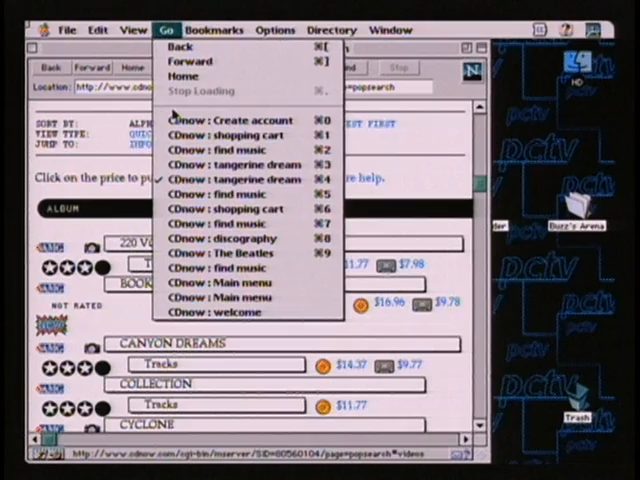 File Edit View Go Bookmarks Options Directory Window
Back ⌘[
Forward ⌘]
Home
Stop Loading ⌘.
CDnow : Create account ⌘0
CDnow : shopping cart ⌘1
CDnow : find music ⌘2
CDnow : tangerine dream ⌘3
✓ CDnow : tangerine dream ⌘4
CDnow : find music ⌘5
CDnow : shopping cart ⌘6
CDnow : find music ⌘7
CDnow : discography ⌘8
CDnow : The Beatles ⌘9
CDnow : find music
CDnow : Main menu
CDnow : Main menu
CDnow : welcome
Back Forward Home Stop
N
Location: http://www.cdno =popsearch
SORT BY: FIRST
VIEW TYPE:
JUMP TO:
Click on the price to pu re help.
ALBUM
220 VO
$7.98
BOOK
NOT RATED $16.96 $9.78
CANYON DREAMS
Tracks $14.37 $9.77
COLLECTION
Tracks $11.77
CYCLONE
http://www.cdnow.com/cgi-bin/mserver/SID=80560104/page=popsearch*videos
HD
der
Buzz's Arena
Trash
pctv
pctv
pctv
pctv